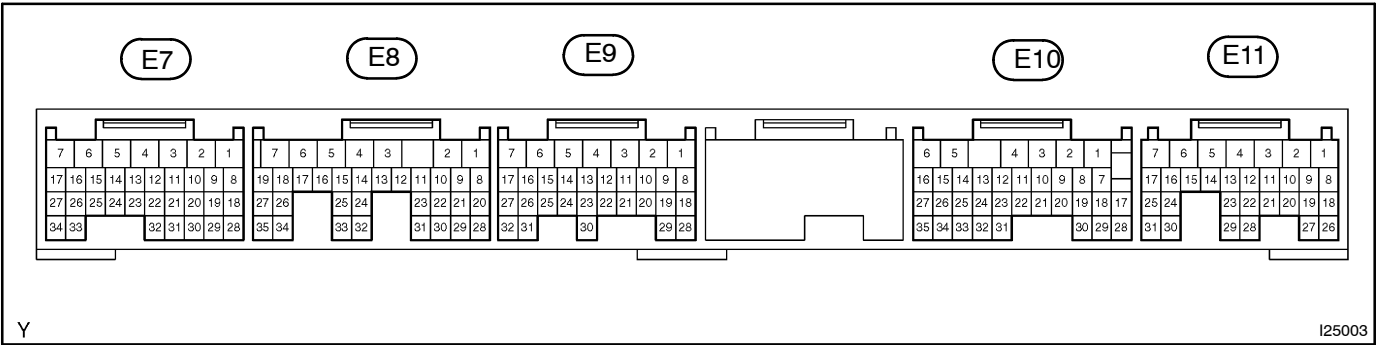 E7 E8 E9 E10 E11
7 6 5 4 3 2 1 7 6 5 4 3 2 1 7 6 5 4 3 2 1 6 5 4 3 2 1 7 6 5 4 3 2 1
17 16 15 14 13 12 11 10 9 8 19 18 17 16 15 14 13 12 11 10 9 8 17 16 15 14 13 12 11 10 9 8 16 15 14 13 12 11 10 9 8 7 17 16 15 14 13 12 11 10 9 8
27 26 25 24 23 22 21 20 19 18 27 26 25 24 23 22 21 20 27 26 25 24 23 22 21 20 19 18 27 26 25 24 23 22 21 20 19 18 17 25 24 23 22 21 20 19 18
34 33 32 31 30 29 28 35 34 33 32 31 30 29 28 32 31 30 29 28 35 34 33 32 31 30 29 28 31 30 29 28 27 26
Y I25003